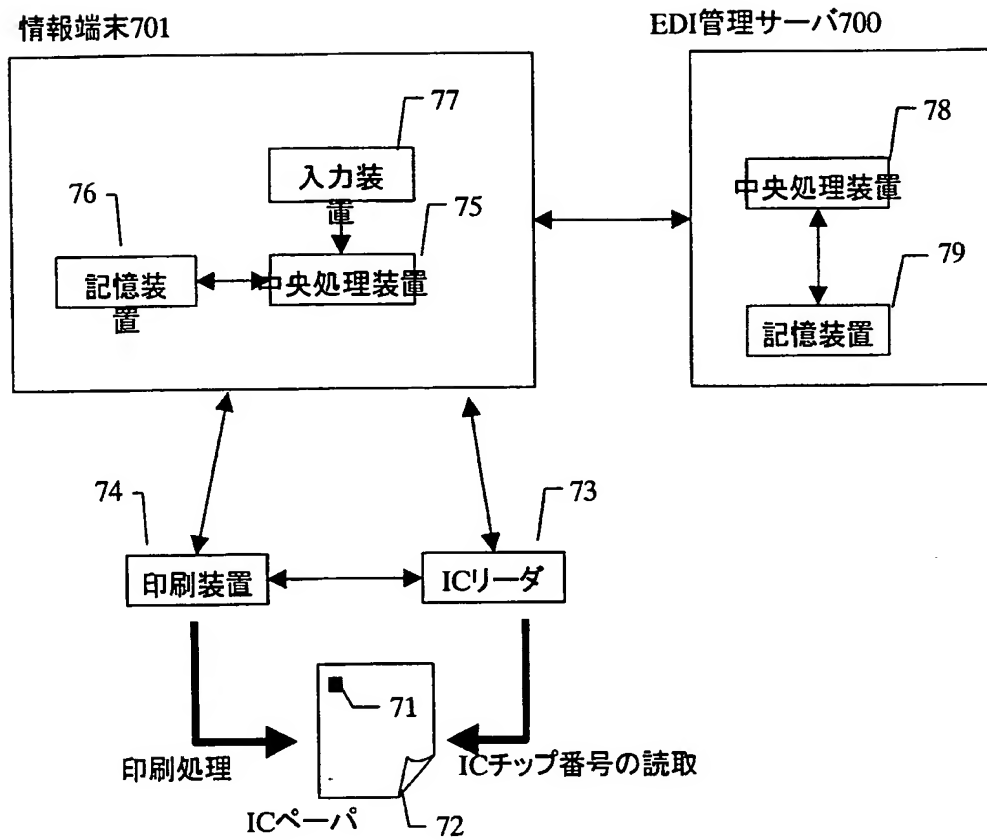 情報端末701
EDI管理サーバ700
77
78
入力装
置
中央処理装置
76
75
79
記憶装
置
中央処理装置
記憶装置
74
73
印刷装置
ICリーダ
71
印刷処理
ICチップ番号の読取
ICペーパ
72